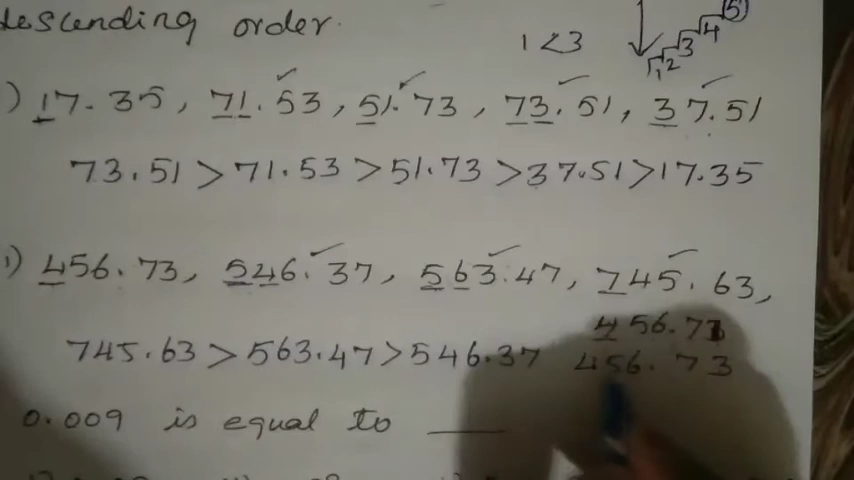 descending order.
1 < 3
1 2 3 4 5
) 17.35, 71.53, 51.73, 73.51, 37.51
73.51 > 71.53 > 51.73 > 37.51 > 17.35
i) 456.73, 546.37, 563.47, 745.63,
456.73
745.63 > 563.47 > 546.37 456.73
0.009 is equal to ____